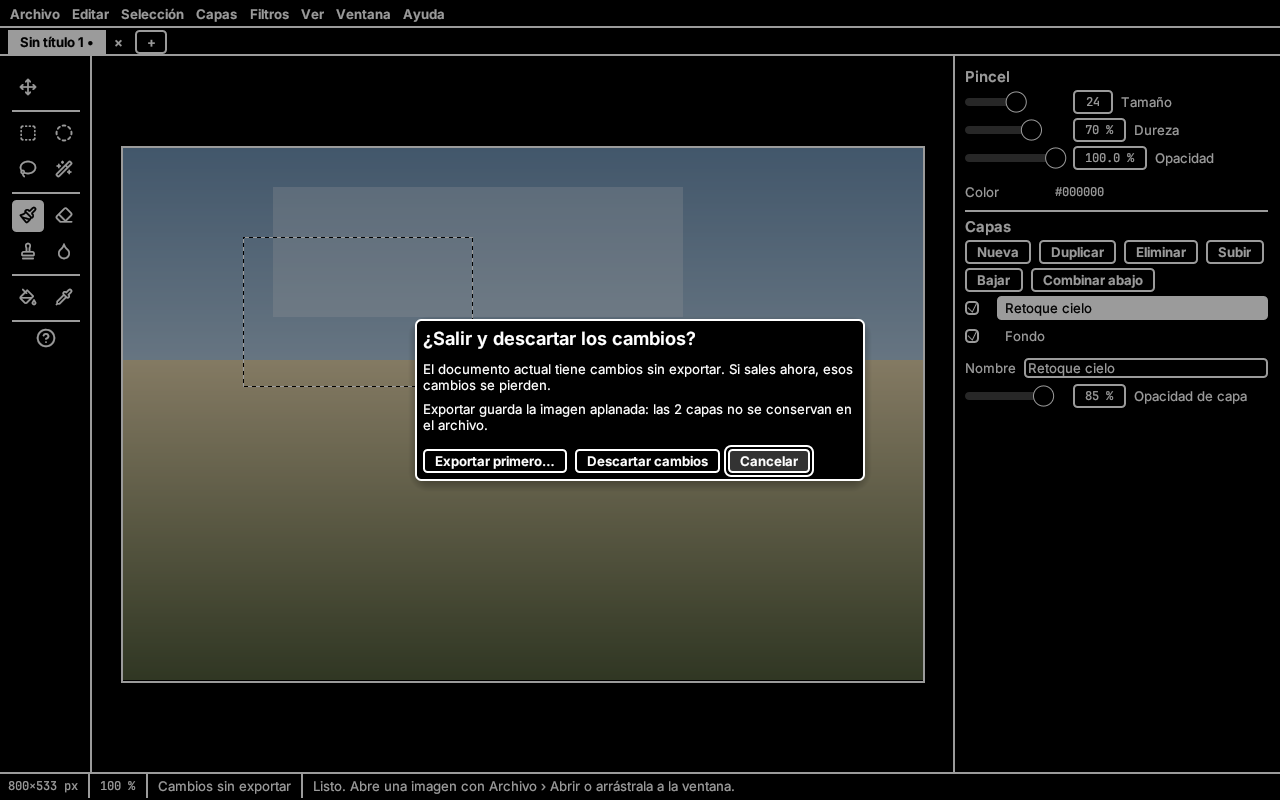 Archivo Editar Selección Capas Filtros Ver Ventana Ayuda
Sin título 1 • × +
Pincel
24 Tamaño
70 % Dureza
100.0 % Opacidad
Color #000000
Capas
Nueva Duplicar Eliminar Subir
Bajar Combinar abajo
Retoque cielo
Fondo
Nombre Retoque cielo
85 % Opacidad de capa
¿Salir y descartar los cambios?
El documento actual tiene cambios sin exportar. Si sales ahora, esos
cambios se pierden.
Exportar guarda la imagen aplanada: las 2 capas no se conservan en
el archivo.
Exportar primero… Descartar cambios Cancelar
800×533 px 100 % Cambios sin exportar Listo. Abre una imagen con Archivo › Abrir o arrástrala a la ventana.